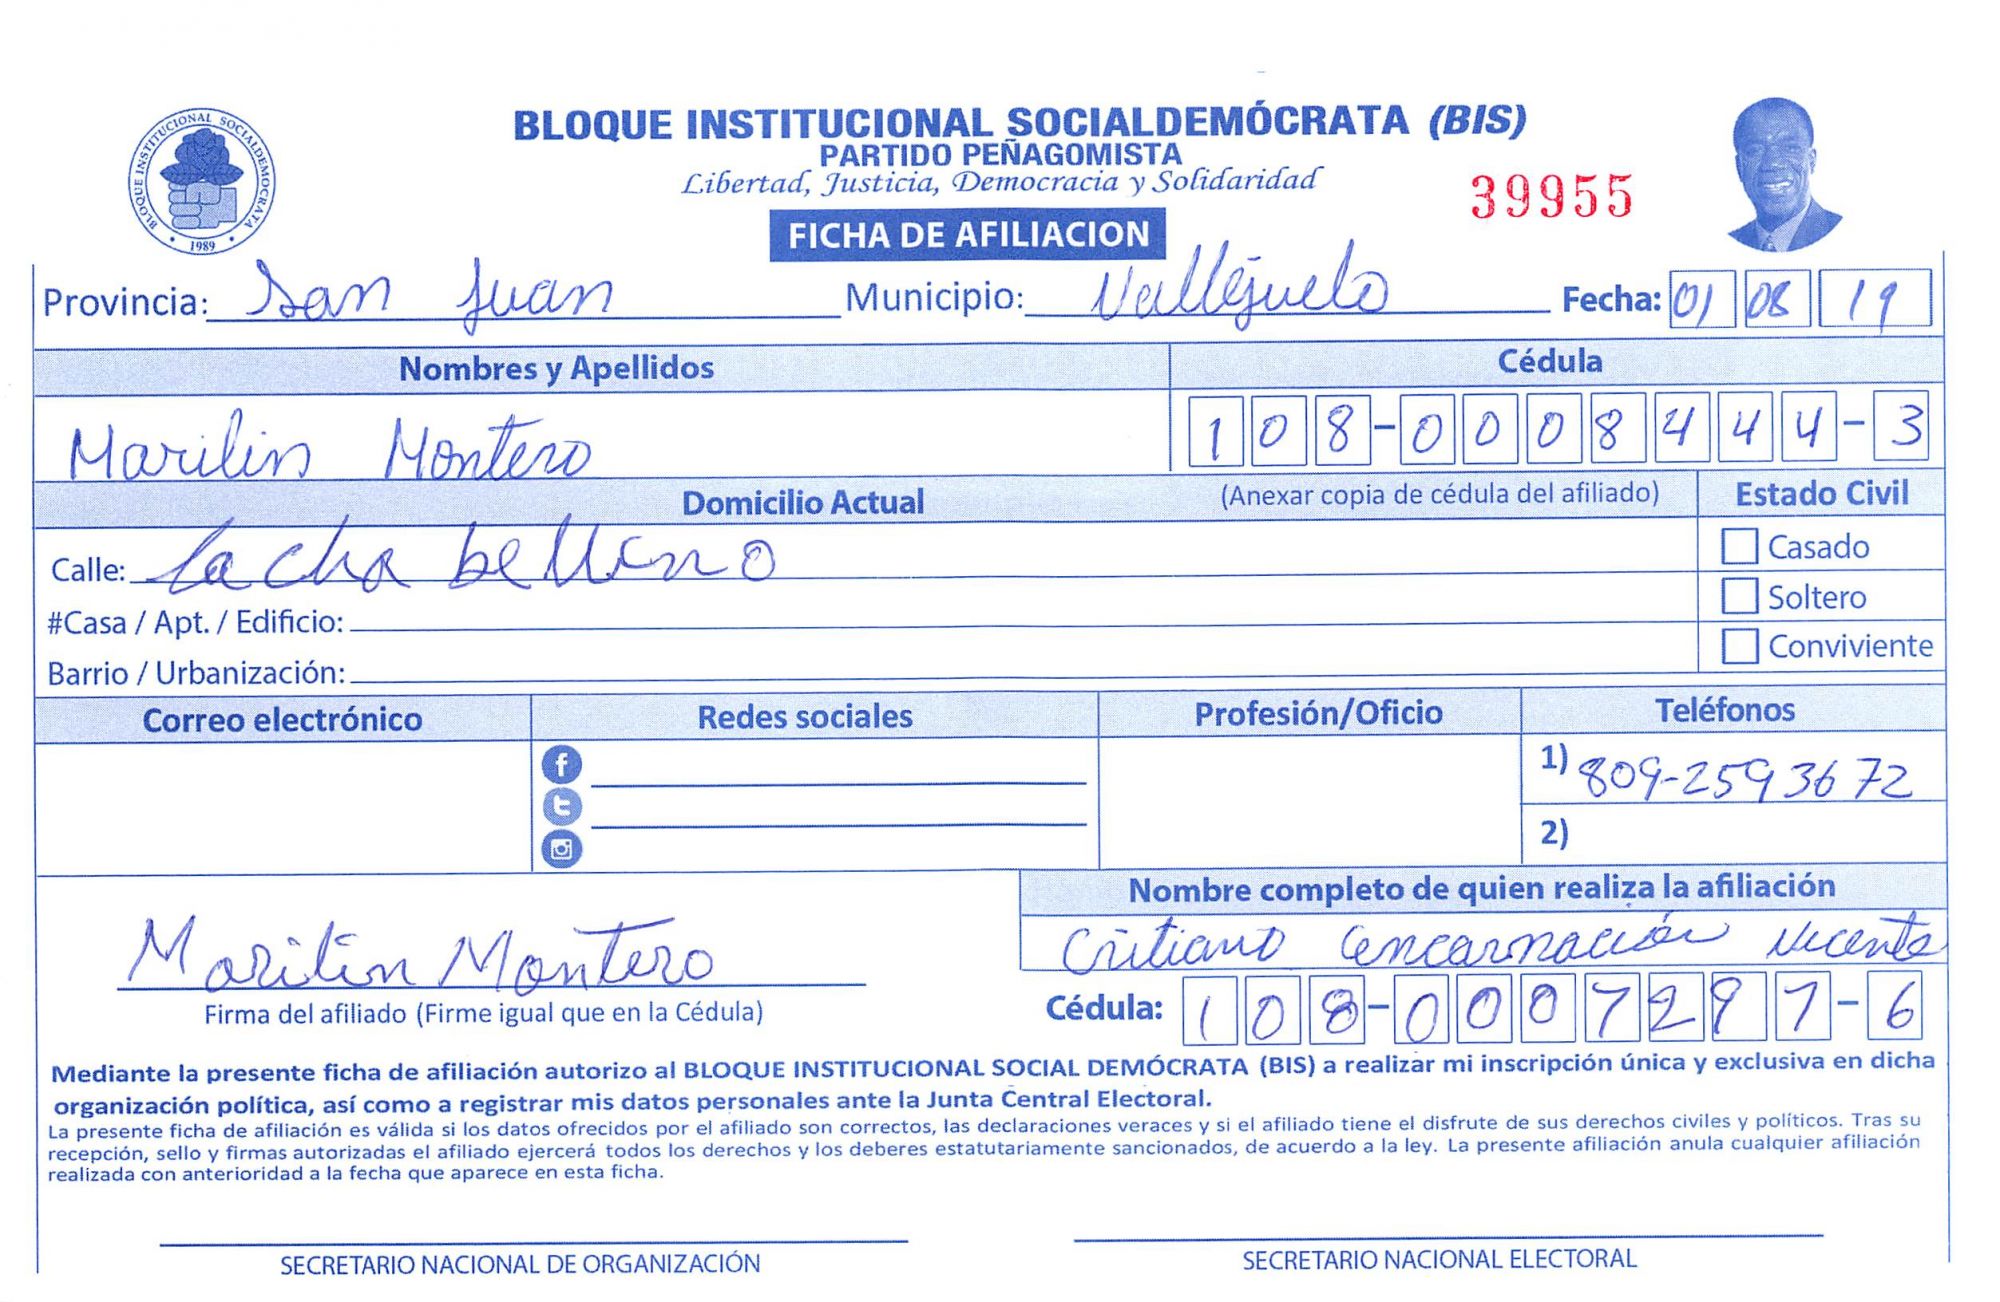 BLOQUE INSTITUCIONAL SOCIALDEMÓCRATA (BIS)
PARTIDO PEÑAGOMISTA
Libertad, Justicia, Democracia y Solidaridad
39955
BLOQUE INSTITUCIONAL SOCIALDEMOCRATA
1989
FICHA DE AFILIACION
Provincia: San Juan Municipio: Vallejuelo Fecha: 01 08 19
Nombres y Apellidos Cédula
Marilin Montero 108-0008444-3
Domicilio Actual (Anexar copia de cédula del afiliado) Estado Civil
Calle: La cha Casado
#Casa / Apt. / Edificio: Soltero
Barrio / Urbanización: Conviviente
Correo electrónico Redes sociales Profesión/Oficio Teléfonos
1) 809-2593672
2)
Nombre completo de quien realiza la afiliación
Critiano encarnación Vicente
Marilin Montero
Firma del afiliado (Firme igual que en la Cédula) Cédula: 108-0007297-6
Mediante la presente ficha de afiliación autorizo al BLOQUE INSTITUCIONAL SOCIAL DEMÓCRATA (BIS) a realizar mi inscripción única y exclusiva en dicha
organización política, así como a registrar mis datos personales ante la Junta Central Electoral.
La presente ficha de afiliación es válida si los datos ofrecidos por el afiliado son correctos, las declaraciones veraces y si el afiliado tiene el disfrute de sus derechos civiles y políticos. Tras su
recepción, sello y firmas autorizadas el afiliado ejercerá todos los derechos y los deberes estatutariamente sancionados, de acuerdo a la ley. La presente afiliación anula cualquier afiliación
realizada con anterioridad a la fecha que aparece en esta ficha.
SECRETARIO NACIONAL DE ORGANIZACIÓN SECRETARIO NACIONAL ELECTORAL